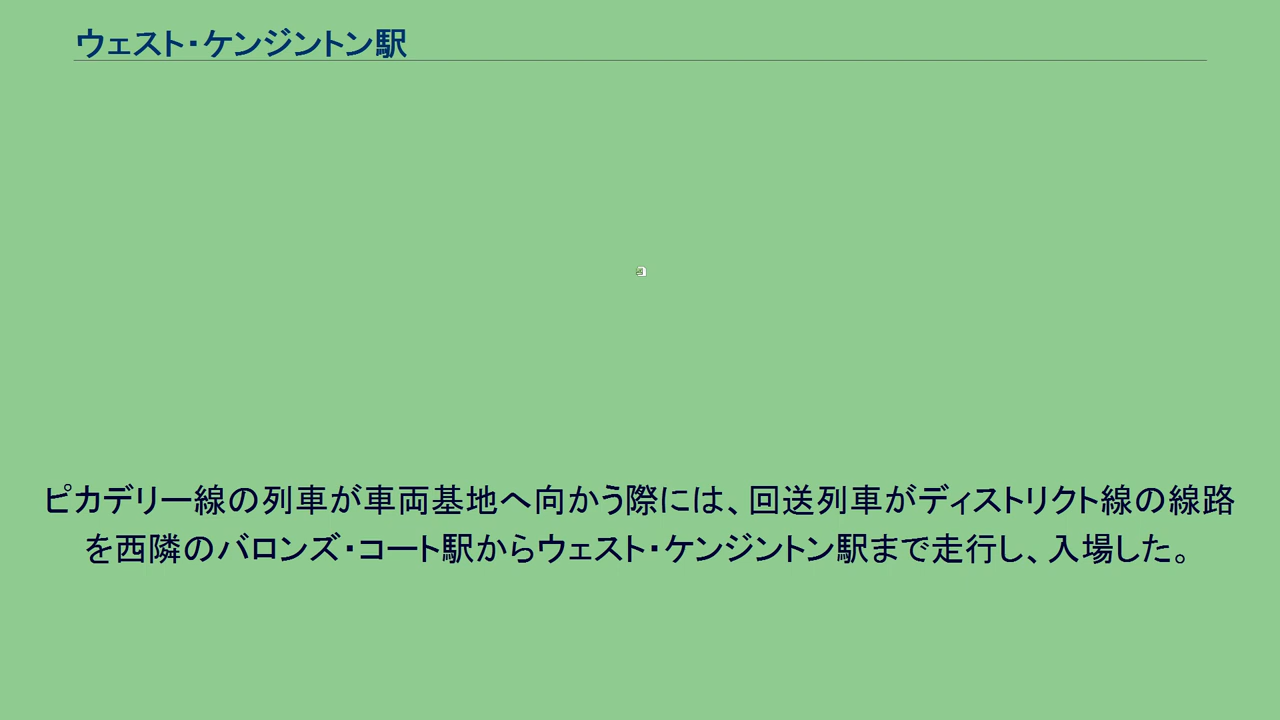 ウェスト・ケンジントン駅
ピカデリー線の列車が車両基地へ向かう際には、回送列車がディストリクト線の線路
を西隣のバロンズ・コート駅からウェスト・ケンジントン駅まで走行し、入場した。